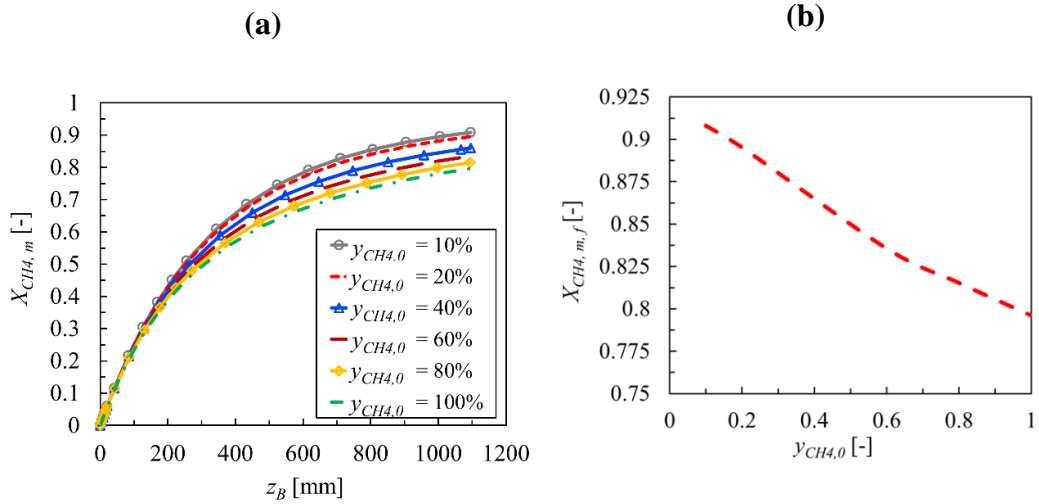 (a)
(b)
X_{CH4, m} [-]
1
0.9
0.8
0.7
0.6
0.5
0.4
0.3
0.2
0.1
0
0 200 400 600 800 1000 1200
z_B [mm]
y_{CH4.0} = 10%
y_{CH4,0} = 20%
y_{CH4,0} = 40%
y_{CH4,0} = 60%
y_{CH4,0} = 80%
y_{CH4,0} = 100%
X_{CH4, m, f} [-]
0.925
0.9
0.875
0.85
0.825
0.8
0.775
0.75
0 0.2 0.4 0.6 0.8 1
y_{CH4,0} [-]